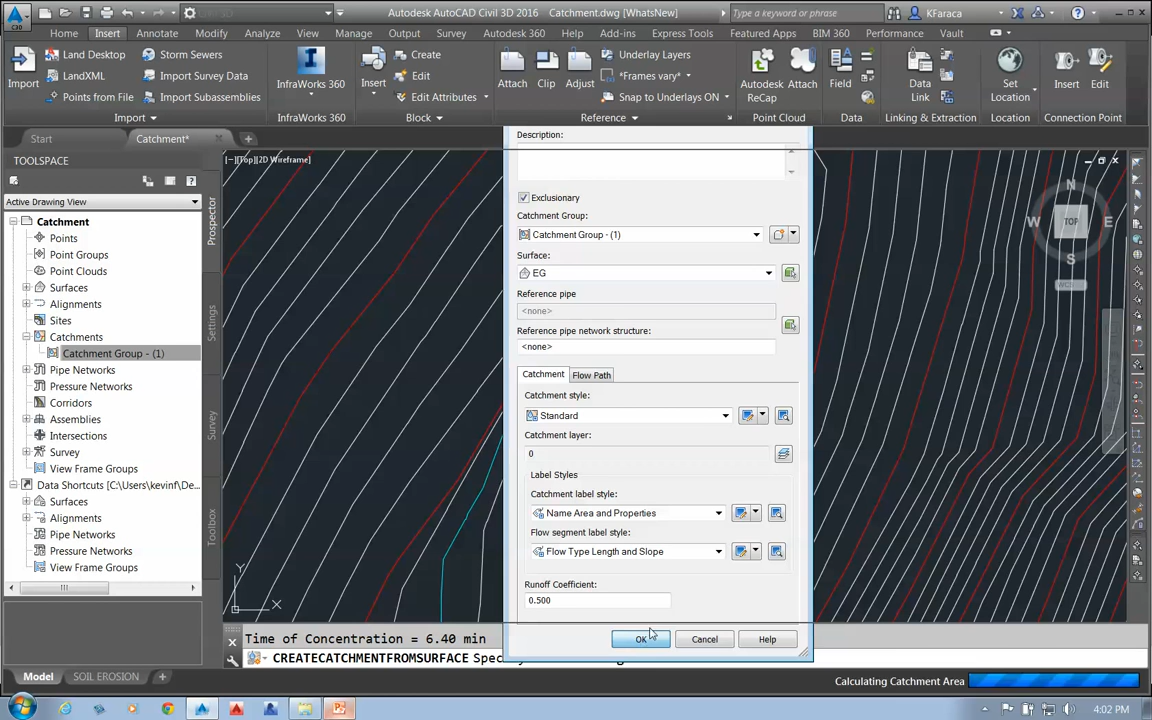 C3D
Autodesk AutoCAD Civil 3D 2016 Catchment.dwg [WhatsNew]
Type a keyword or phrase
KFaraca
Civil 3D
Home Insert Annotate Modify Analyze View Manage Output Survey Autodesk 360 Help Add-ins Express Tools Featured Apps BIM 360 Performance Vault
Land Desktop Storm Sewers
LandXML Import Survey Data
Points from File Import Subassemblies
Import
InfraWorks 360
Insert
Create
Edit
Edit Attributes
Attach Clip Adjust
Underlay Layers
*Frames vary*
Snap to Underlays ON
Autodesk ReCap
Attach
Field
Data Link
Set Location
Insert Edit
Import InfraWorks 360 Block Reference Point Cloud Data Linking & Extraction Location Connection Point
Start Catchment*
TOOLSPACE
Active Drawing View
Catchment
Points
Point Groups
Point Clouds
Surfaces
Alignments
Sites
Catchments
Catchment Group - (1)
Pipe Networks
Pressure Networks
Corridors
Assemblies
Intersections
Survey
View Frame Groups
Data Shortcuts [C:\Users\kevinf\De...
Surfaces
Alignments
Pipe Networks
Pressure Networks
View Frame Groups
Prospector
Settings
Survey
Toolbox
[−][Top][2D Wireframe]
Description:
Exclusionary
Catchment Group:
Catchment Group - (1)
Surface:
EG
Reference pipe
<none>
Reference pipe network structure:
<none>
Catchment Flow Path
Catchment style:
Standard
Catchment layer:
0
Label Styles
Catchment label style:
Name Area and Properties
Flow segment label style:
Flow Type Length and Slope
Runoff Coefficient:
0.500
OK Cancel Help
N
W TOP E
S
Y
X
Time of Concentration = 6.40 min
CREATECATCHMENTFROMSURFACE Spec
Model SOIL EROSION
Calculating Catchment Area
4:02 PM